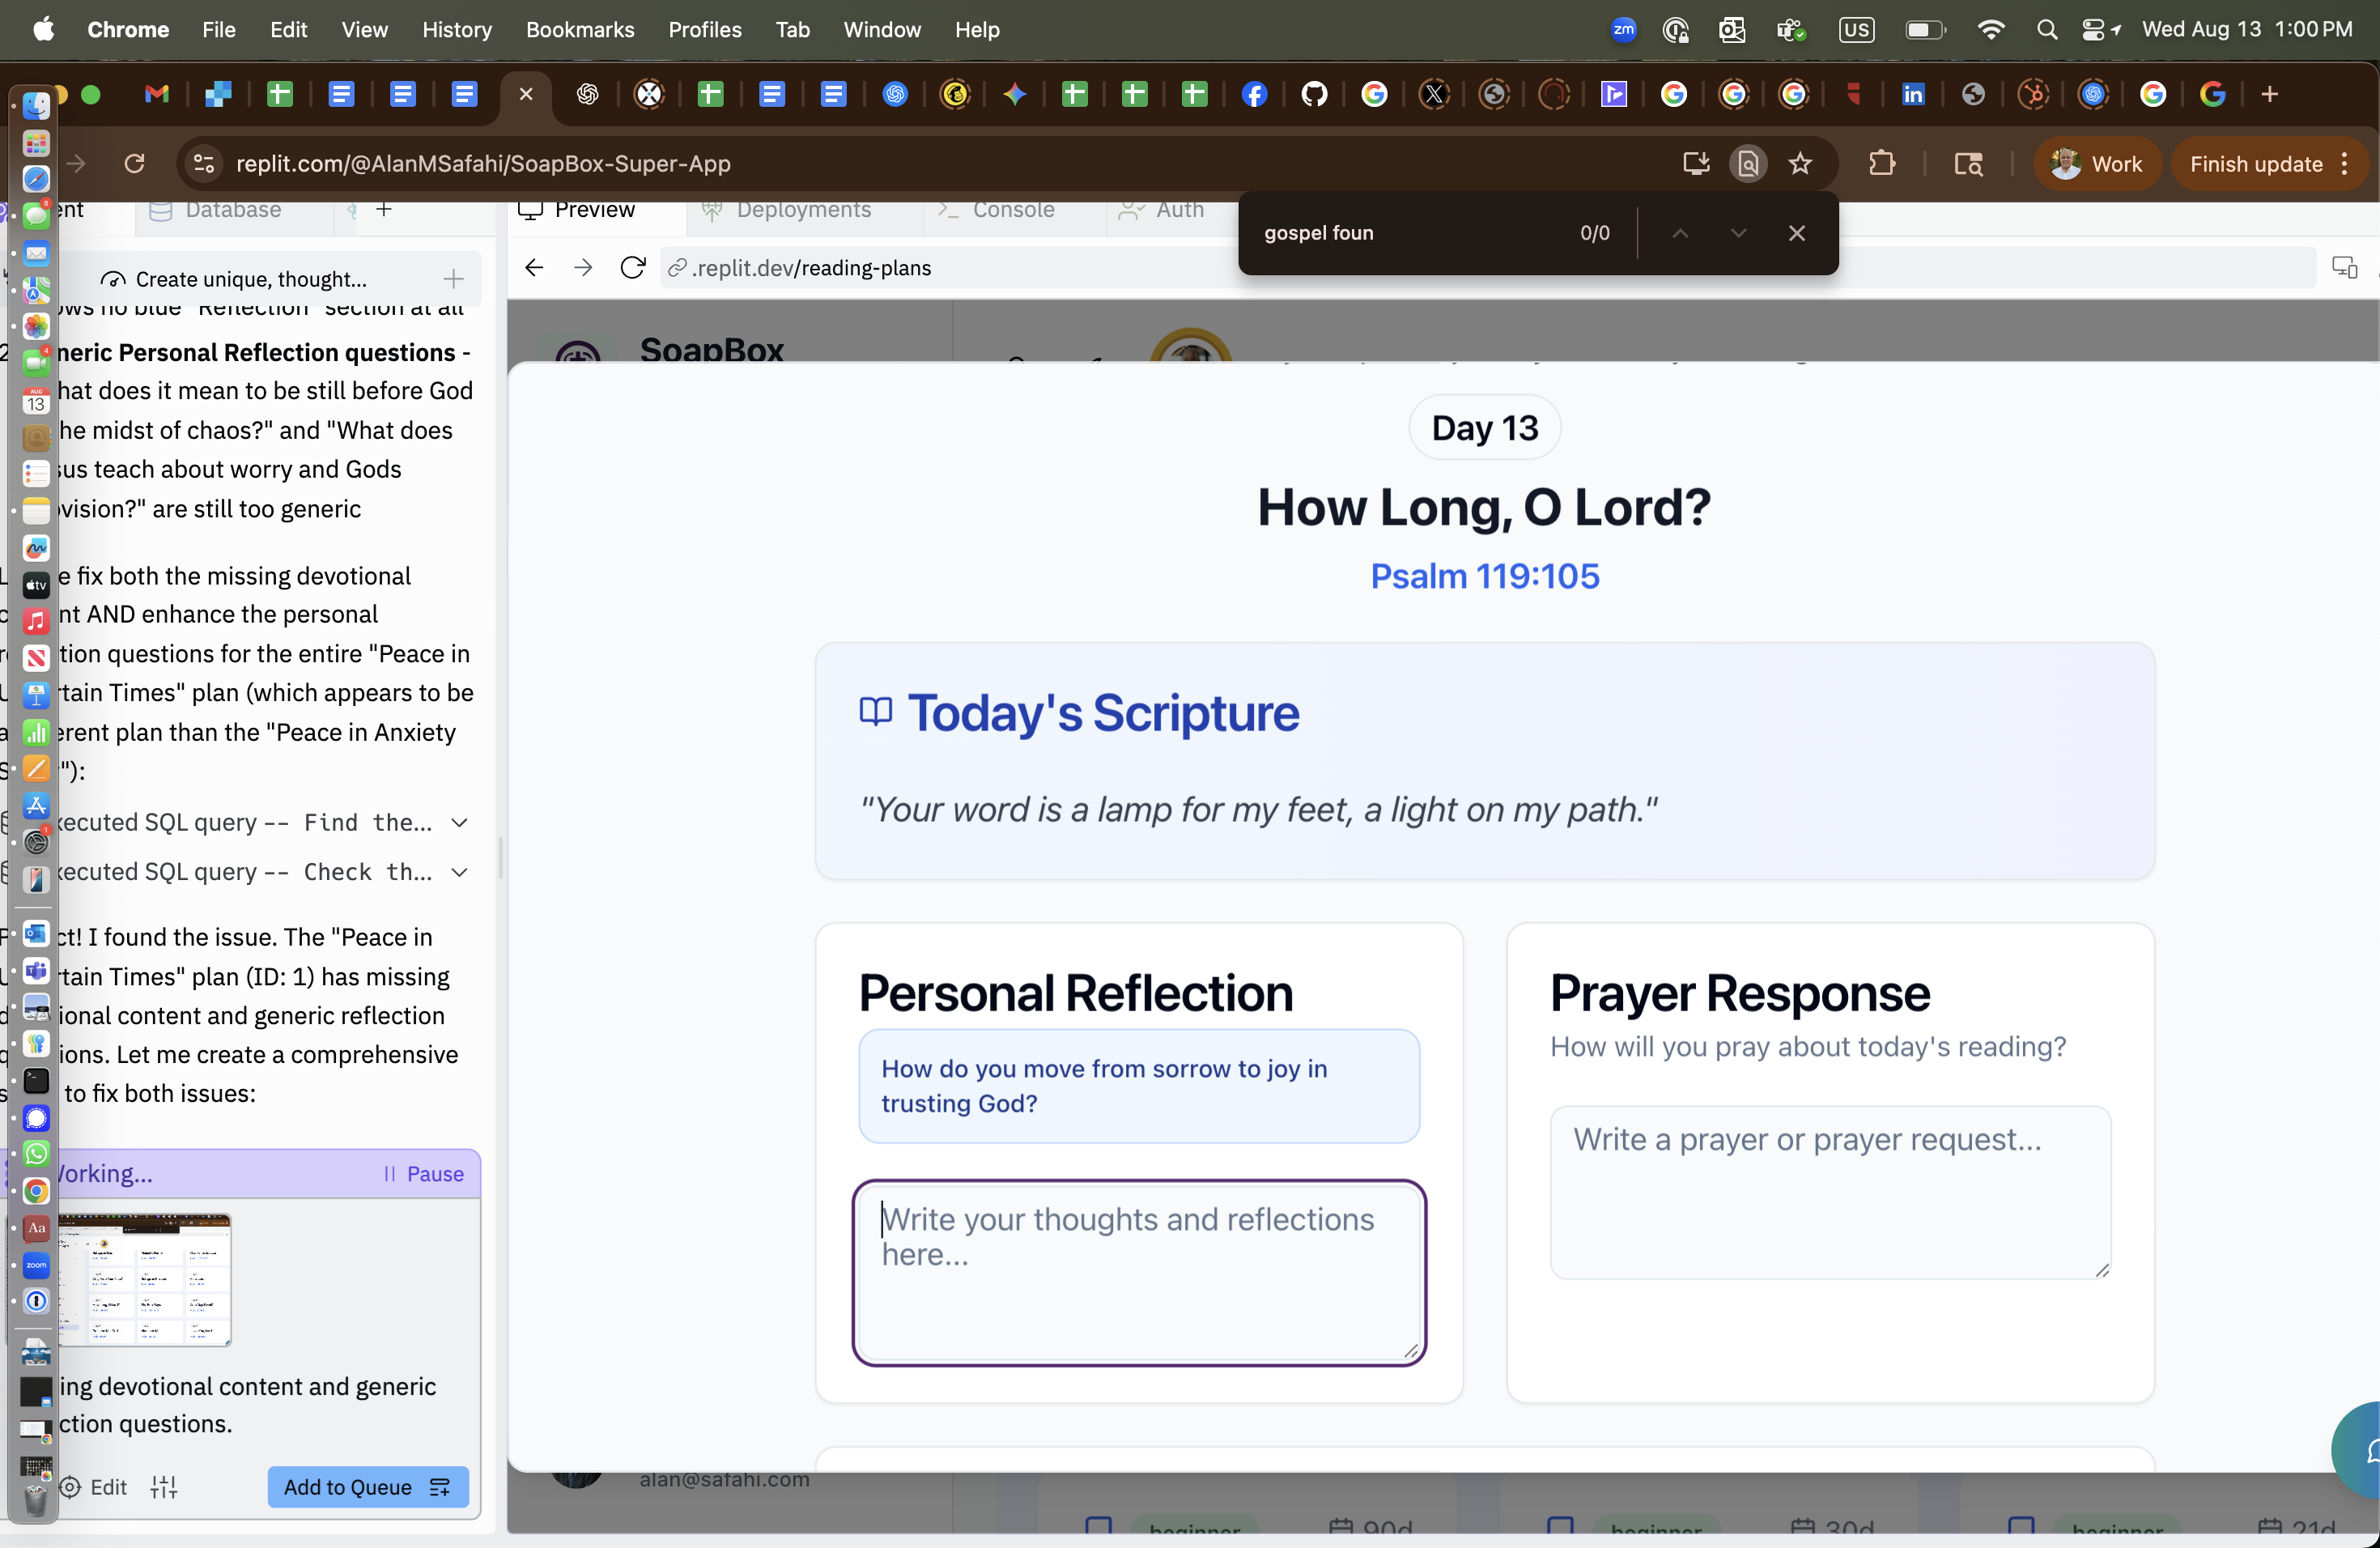 Chrome File Edit View History Bookmarks Profiles Tab Window Help
zm US Wed Aug 13 1:00 PM
replit.com/@AlanMSafahi/SoapBox-Super-App
Work
Finish update
gospel foun 0/0
Database
Preview Deployments Console Auth
.replit.dev/reading-plans
Create unique, thought...
ows no blue "Reflection" section at all
neric Personal Reflection questions -
hat does it mean to be still before God
he midst of chaos?" and "What does
sus teach about worry and Gods
vision?" are still too generic
e fix both the missing devotional
nt AND enhance the personal
tion questions for the entire "Peace in
rtain Times" plan (which appears to be
erent plan than the "Peace in Anxiety
"):
xecuted SQL query -- Find the...
xecuted SQL query -- Check th...
ct! I found the issue. The "Peace in
rtain Times" plan (ID: 1) has missing
ional content and generic reflection
ions. Let me create a comprehensive
to fix both issues:
Working...
Pause
ing devotional content and generic
ction questions.
Edit
Add to Queue
SoapBox
Day 13
How Long, O Lord?
Psalm 119:105
Today's Scripture
"Your word is a lamp for my feet, a light on my path."
Personal Reflection
How do you move from sorrow to joy in
trusting God?
Write your thoughts and reflections
here...
Prayer Response
How will you pray about today's reading?
Write a prayer or prayer request...
alan@safahi.com
beginner 90d
beginner 30d
beginner 21d
AUG
13
tv
Aa
zoom